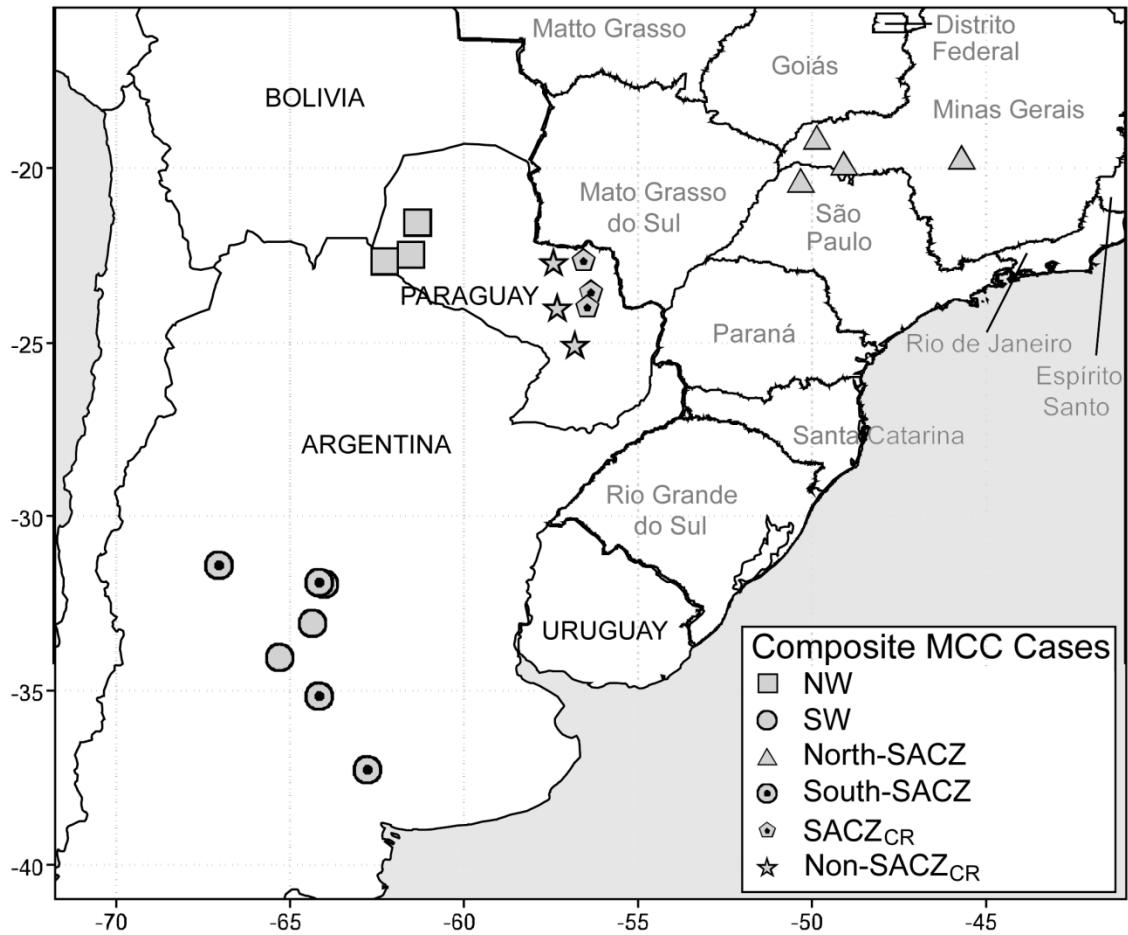 Matto Grasso
Distrito
Federal
Goiás
BOLIVIA
Minas Gerais
-20
Mato Grasso
do Sul
São
Paulo
PARAGUAY
-25
Paraná
Rio de Janeiro
Espírito
Santo
ARGENTINA
Santa Catarina
-30
Rio Grande
do Sul
URUGUAY
Composite MCC Cases
NW
SW
North-SACZ
South-SACZ
SACZCR
Non-SACZCR
-35
-40
-70 -65 -60 -55 -50 -45